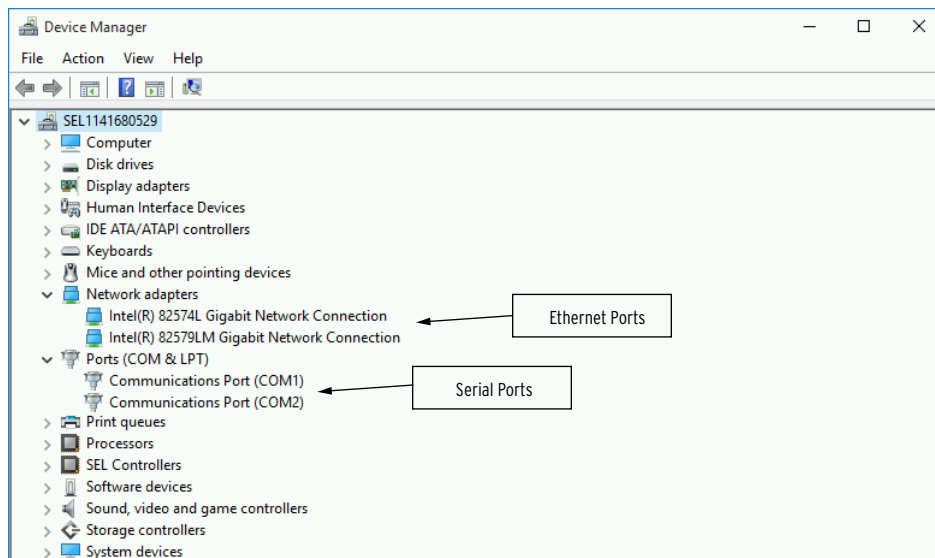 Device Manager
File Action View Help
SEL1141680529
Computer
Disk drives
Display adapters
Human Interface Devices
IDE ATA/ATAPI controllers
Keyboards
Mice and other pointing devices
Network adapters
Intel(R) 82574L Gigabit Network Connection
Ethernet Ports
Intel(R) 82579LM Gigabit Network Connection
Ports (COM & LPT)
Communications Port (COM1)
Serial Ports
Communications Port (COM2)
Print queues
Processors
SEL Controllers
Software devices
Sound, video and game controllers
Storage controllers
System devices